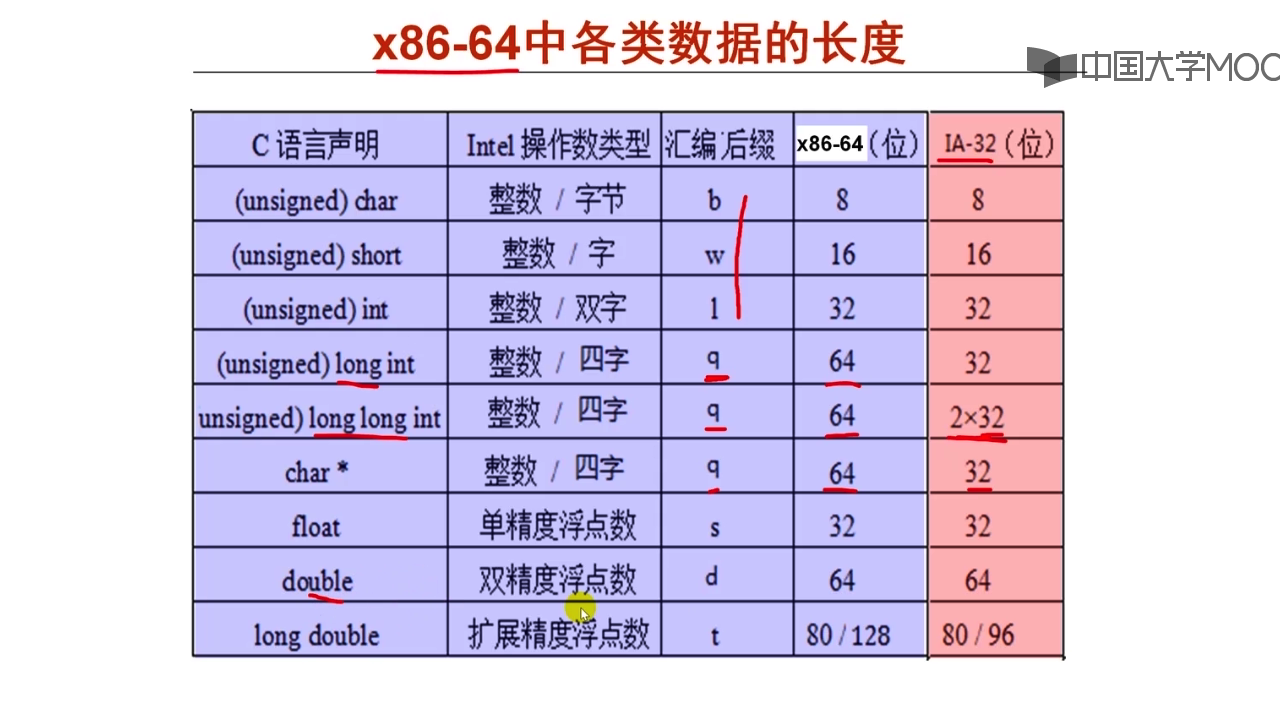 x86-64中各类数据的长度
中国大学MOO
C 语言声明 Intel 操作数类型 汇编后缀 x86-64（位） IA-32（位）
(unsigned) char 整数 / 字节 b 8 8
(unsigned) short 整数 / 字 w 16 16
(unsigned) int 整数 / 双字 l 32 32
(unsigned) long int 整数 / 四字 q 64 32
unsigned) long long int 整数 / 四字 q 64 2×32
char * 整数 / 四字 q 64 32
float 单精度浮点数 s 32 32
double 双精度浮点数 d 64 64
long double 扩展精度浮点数 t 80 / 128 80 / 96